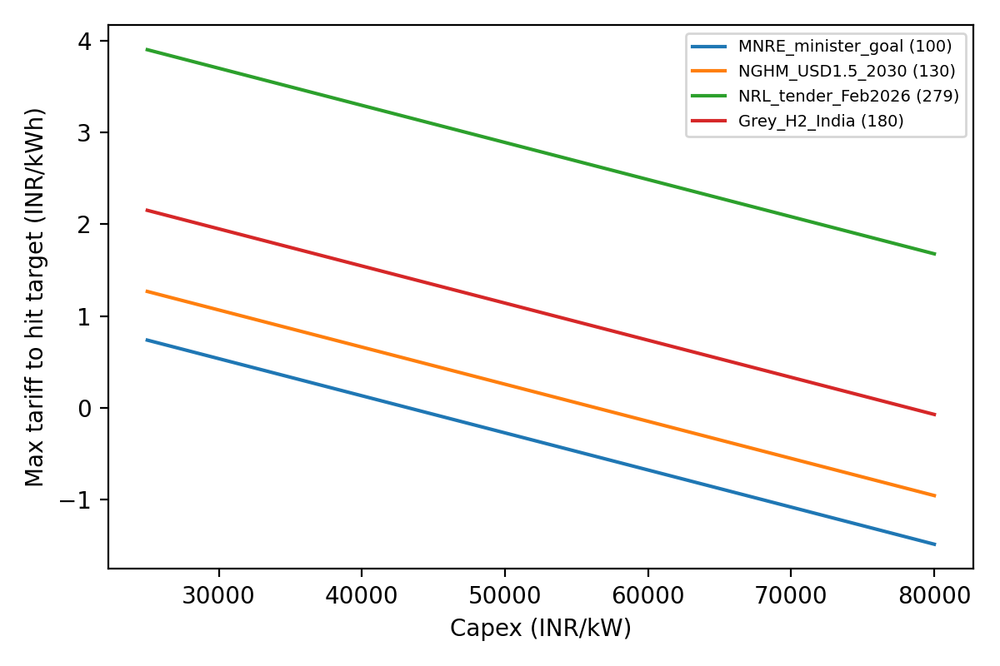 MNRE_minister_goal (100)
NGHM_USD1.5_2030 (130)
NRL_tender_Feb2026 (279)
Grey_H2_India (180)
Max tariff to hit target (INR/kWh)
4
3
2
1
0
−1
30000 40000 50000 60000 70000 80000
Capex (INR/kW)